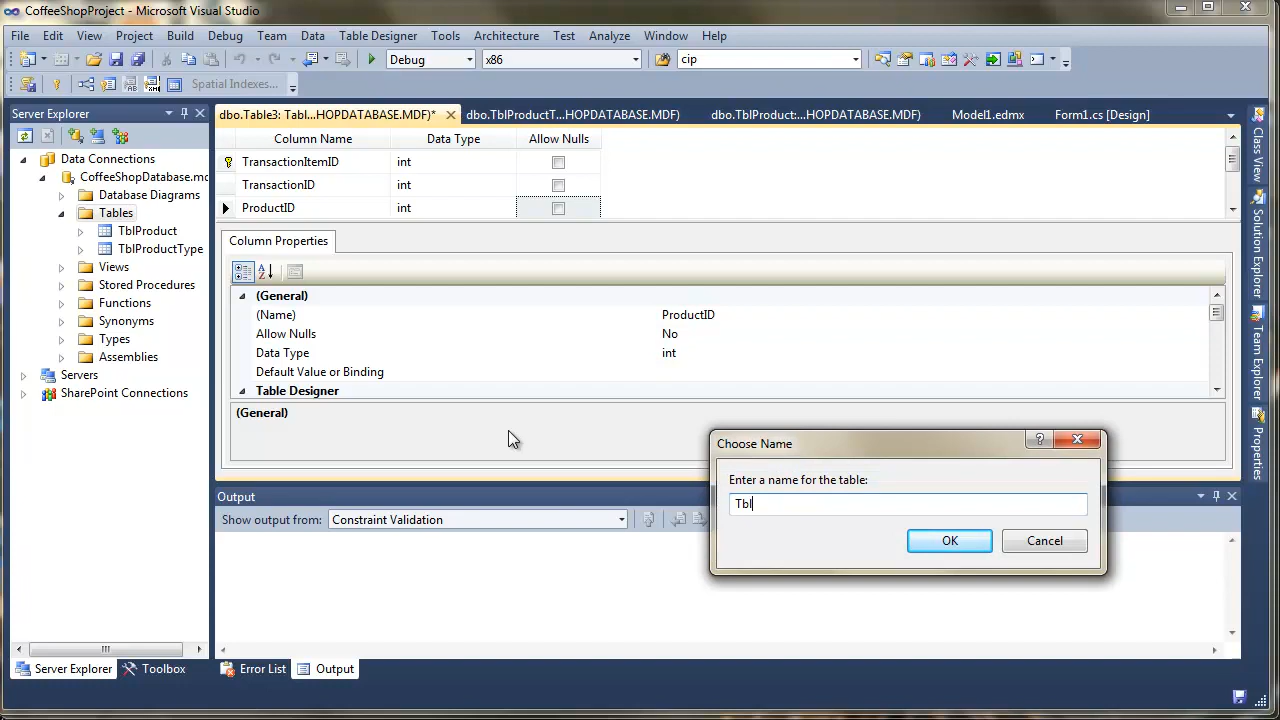 CoffeeShopProject - Microsoft Visual Studio
File Edit View Project Build Debug Team Data Table Designer Tools Architecture Test Analyze Window Help
Debug x86 cip
Spatial Indexes...
Server Explorer
Data Connections
CoffeeShopDatabase.mc
Database Diagrams
Tables
TblProduct
TblProductType
Views
Stored Procedures
Functions
Synonyms
Types
Assemblies
Servers
SharePoint Connections
Server Explorer Toolbox
dbo.Table3: Tabl...HOPDATABASE.MDF)* dbo.TblProductT...HOPDATABASE.MDF) dbo.TblProduct:...HOPDATABASE.MDF) Model1.edmx Form1.cs [Design]
Column Name Data Type Allow Nulls
TransactionItemID int
TransactionID int
ProductID int
Column Properties
(General)
(Name) ProductID
Allow Nulls No
Data Type int
Default Value or Binding
Table Designer
(General)
Choose Name
Enter a name for the table:
Tbl
OK Cancel
Output
Show output from: Constraint Validation
Error List Output
Class View
Solution Explorer
Team Explorer
Properties